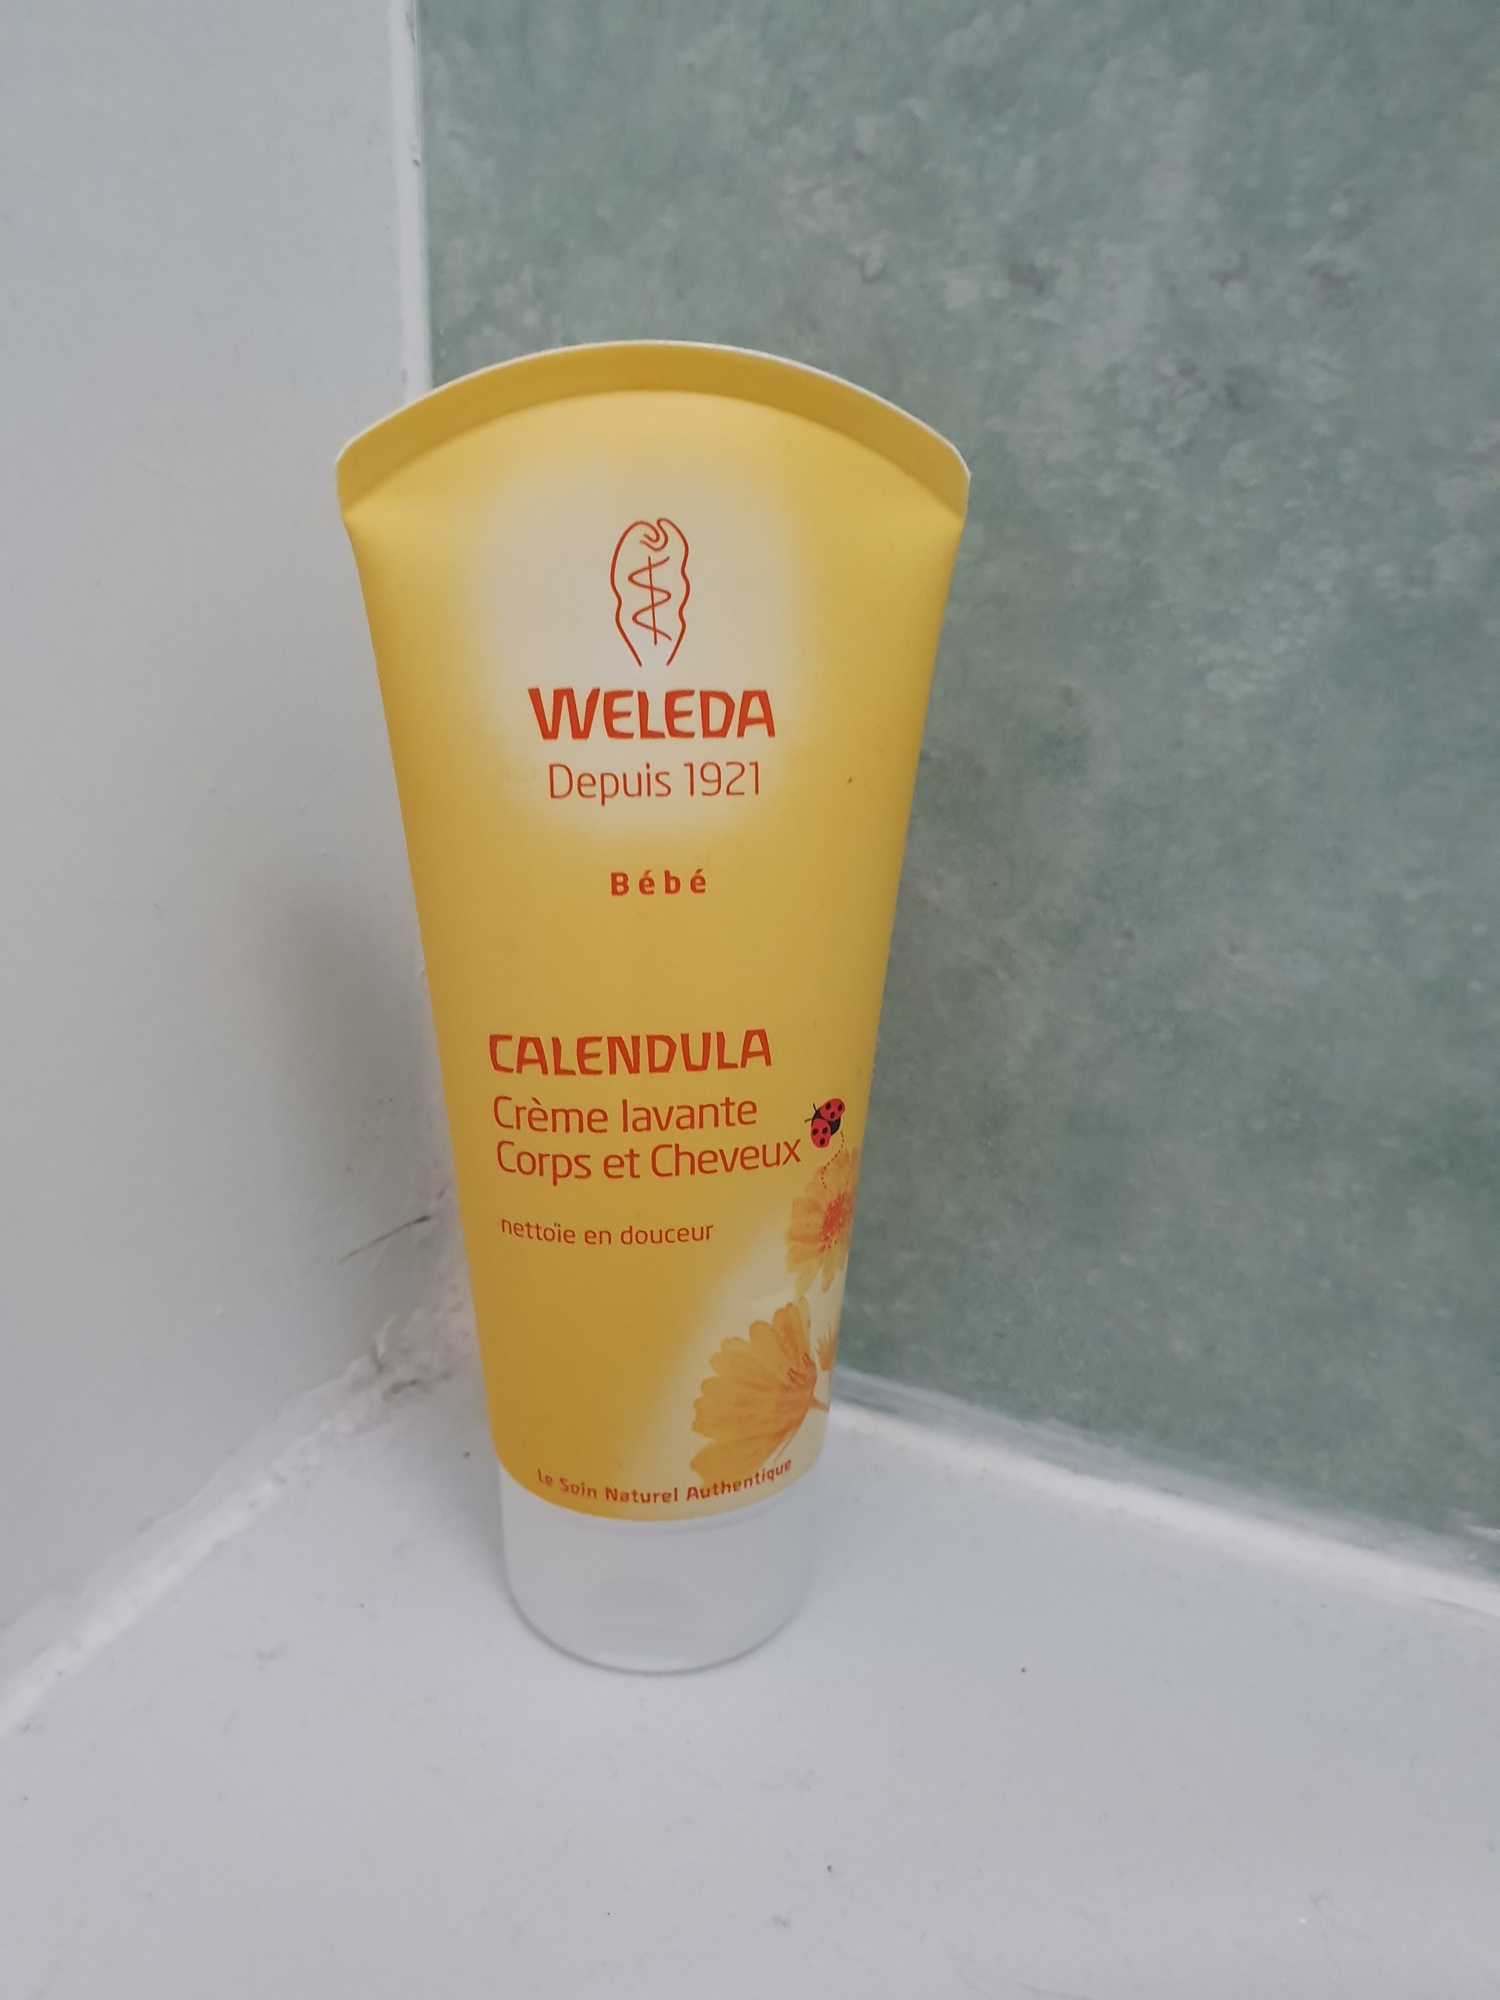 WELEDA
Depuis 1921
Bébé
CALENDULA
Crème lavante
Corps et Cheveux
nettoie en douceur
Le Soin Naturel Authentique